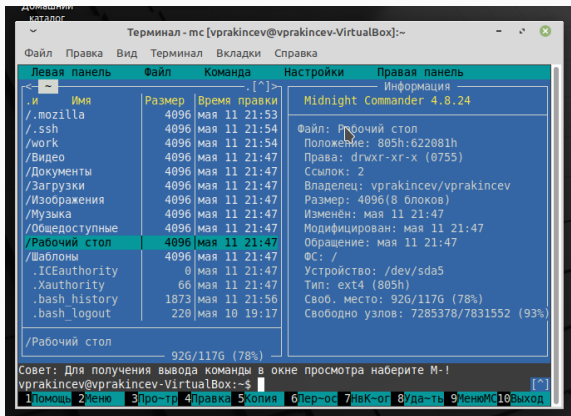 Домашний
каталог
Терминал - mc [vprakincev@vprakincev-VirtualBox]:~
Файл Правка Вид Терминал Вкладки Справка
Левая панель Файл Команда Настройки Правая панель
<- ~ .[^]>
.и Имя Размер Время правки
/.mozilla 4096 мая 11 21:53
/.ssh 4096 мая 11 21:54
/work 4096 мая 11 21:54
/Видео 4096 мая 11 21:47
/Документы 4096 мая 11 21:47
/Загрузки 4096 мая 11 21:47
/Изображения 4096 мая 11 21:47
/Музыка 4096 мая 11 21:47
/Общедоступные 4096 мая 11 21:47
/Рабочий стол 4096 мая 11 21:47
/Шаблоны 4096 мая 11 21:47
.ICEauthority 0 мая 11 21:47
.Xauthority 66 мая 11 21:47
.bash_history 1873 мая 11 21:56
.bash_logout 220 мая 10 19:17
/Рабочий стол
92G/117G (78%)
Информация
Midnight Commander 4.8.24
Файл: Рабочий стол
Положение: 805h:622081h
Права: drwxr-xr-x (0755)
Ссылок: 2
Владелец: vprakincev/vprakincev
Размер: 4096(8 блоков)
Изменён: мая 11 21:47
Модифицирован: мая 11 21:47
Обращение: мая 11 21:47
ФС: /
Устройство: /dev/sda5
Тип: ext4 (805h)
Своб. место: 92G/117G (78%)
Свободно узлов: 7285378/7831552 (93%)
Совет: Для получения вывода команды в окне просмотра наберите M-!
vprakincev@vprakincev-VirtualBox:~$ [^]
1Помощь 2Меню 3Про~тр 4Правка 5Копия 6Пер~ос 7НвК~ог 8Уда~ть 9МенюMC 10Выход